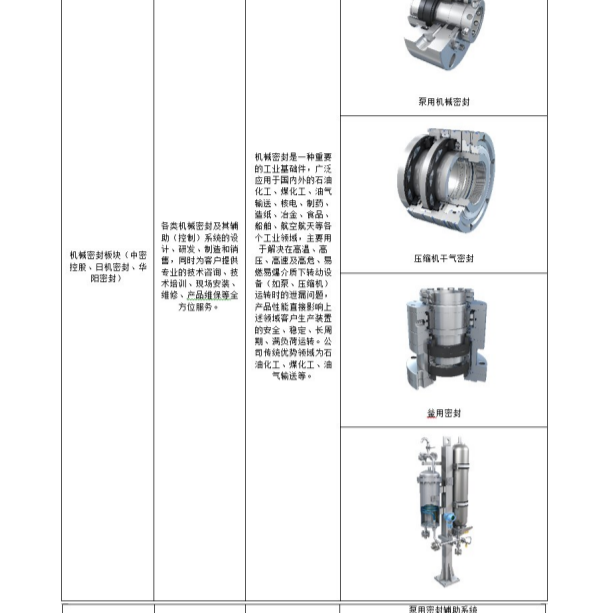 机械密封板块（中密
控股、日机密封、华
阳密封）
各类机械密封及其辅
助（控制）系统的设
计、研发、制造和销
售，同时为客户提供
专业的技术咨询、技
术培训、现场安装、
维修、产品维保等全
方位服务。
机械密封是一种重要
的工业基础件，广泛
应用于国内外的石油
化工、煤化工、油气
输送、核电、制药、
造纸、冶金、食品、
船舶、航空航天等各
个工业领域，主要用
于解决在高温、高
压、高速及高危、易
燃易爆介质下转动设
备（如泵、压缩机）
运转时的泄漏问题，
产品性能直接影响上
述领域客户生产装置
的安全、稳定、长周
期、满负荷运转。公
司传统优势领域为石
油化工、煤化工、油
气输送等。
泵用机械密封
压缩机干气密封
釜用密封
泵用密封辅助系统